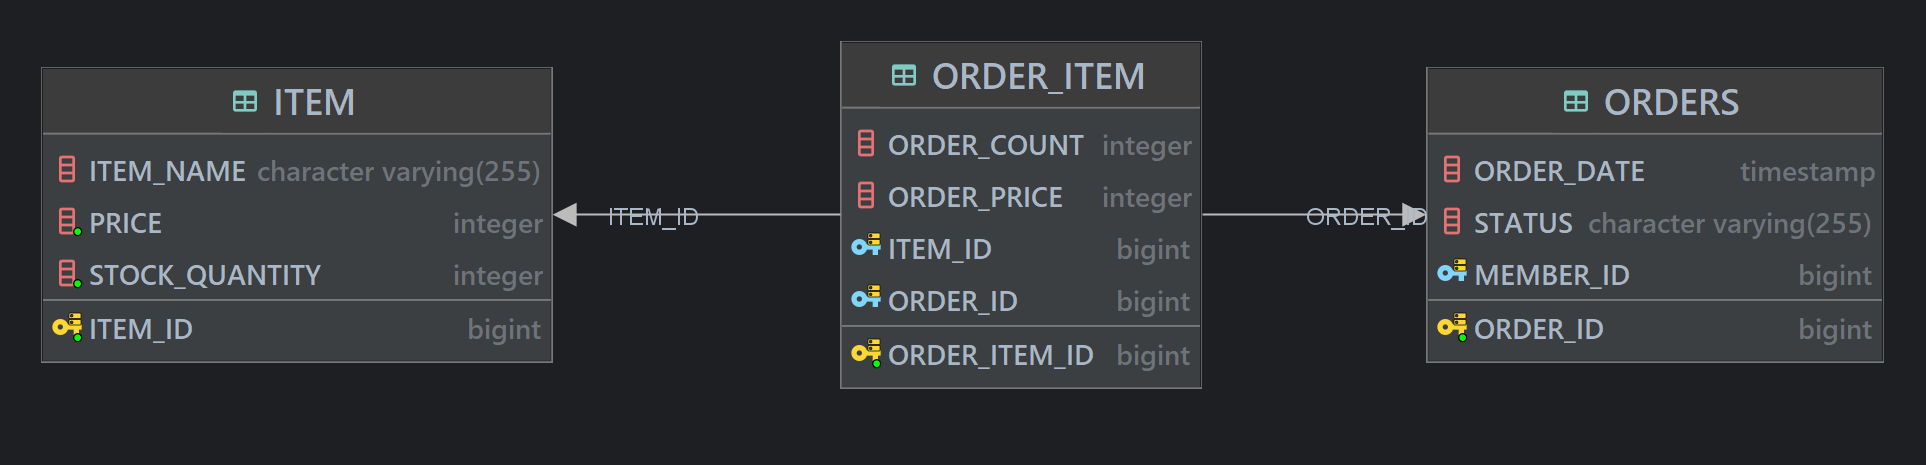 ITEM
ITEM_NAME character varying(255)
PRICE integer
STOCK_QUANTITY integer
ITEM_ID bigint
ITEM_ID
ORDER_ITEM
ORDER_COUNT integer
ORDER_PRICE integer
ITEM_ID bigint
ORDER_ID bigint
ORDER_ITEM_ID bigint
ORDER_ID
ORDERS
ORDER_DATE timestamp
STATUS character varying(255)
MEMBER_ID bigint
ORDER_ID bigint